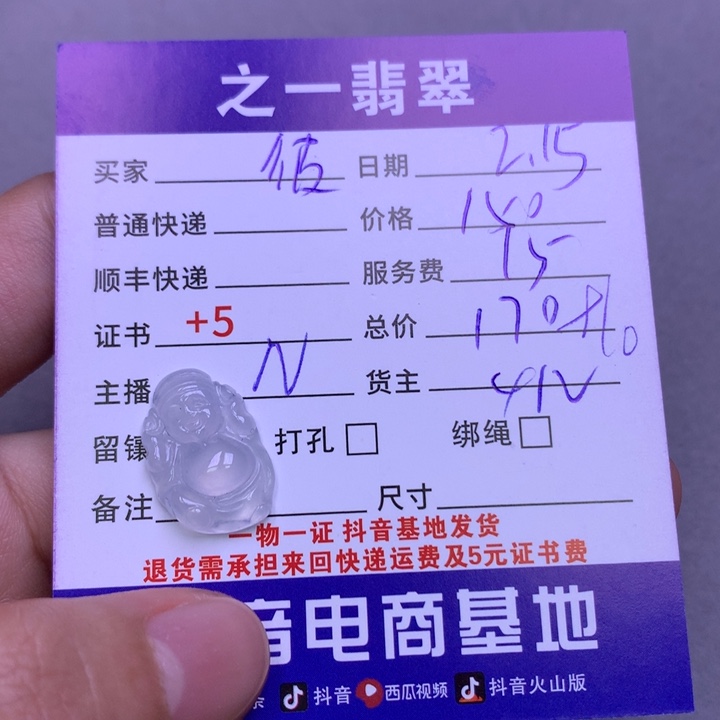 之一翡翠
买家 彼 日期 2.15
普通快递 价格 150
顺丰快递 服务费 15
证书 +5 总价 170
主播 N 货主
留镶 打孔 绑绳
备注 尺寸
一物一证 抖音基地发货
退货需承担来回快递运费及5元证书费
音电商基地
抖音 西瓜视频 抖音火山版